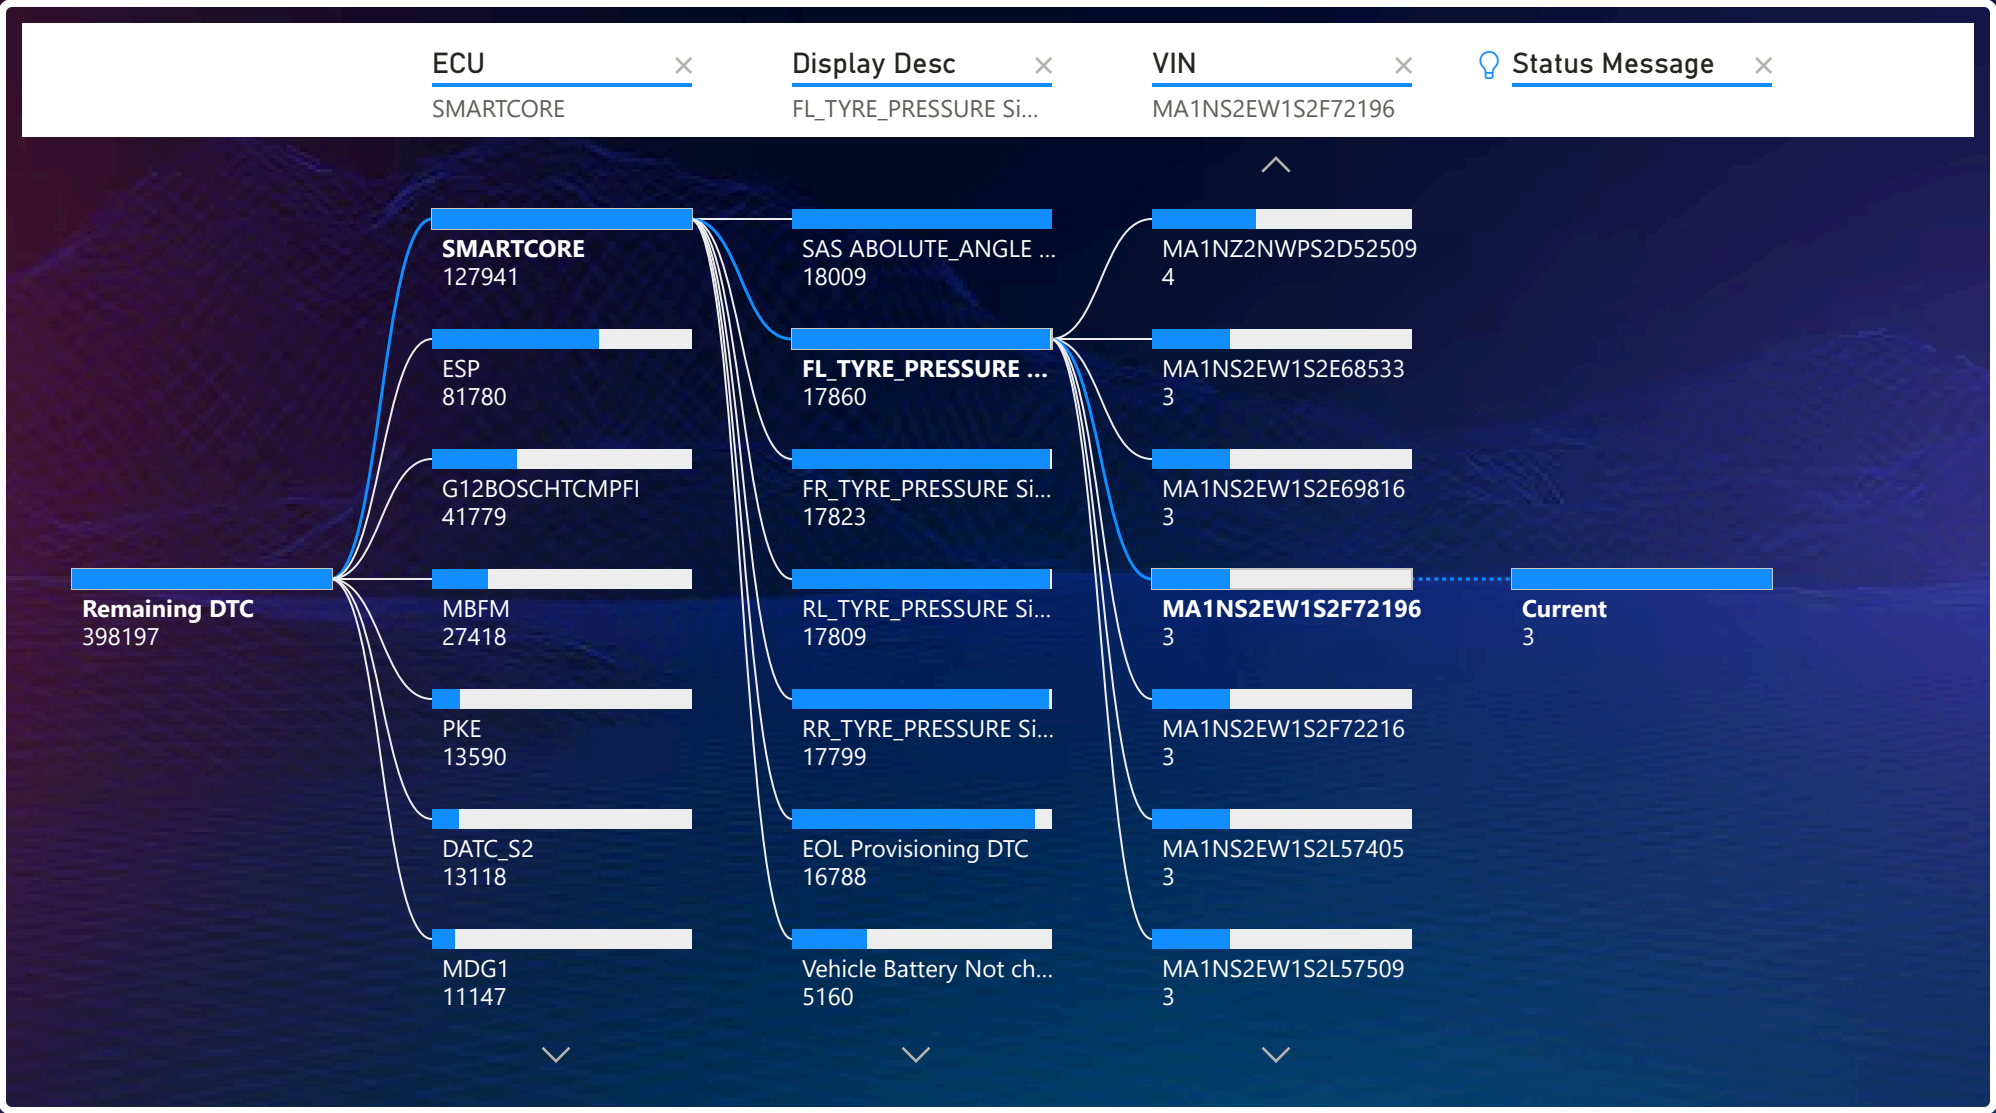 ECU
SMARTCORE
Display Desc
FL_TYRE_PRESSURE Si...
VIN
MA1NS2EW1S2F72196
Status Message
Remaining DTC
398197
SMARTCORE
127941
ESP
81780
G12BOSCHTCMPFI
41779
MBFM
27418
PKE
13590
DATC_S2
13118
MDG1
11147
SAS ABOLUTE_ANGLE ...
18009
FL_TYRE_PRESSURE ...
17860
FR_TYRE_PRESSURE Si...
17823
RL_TYRE_PRESSURE Si...
17809
RR_TYRE_PRESSURE Si...
17799
EOL Provisioning DTC
16788
Vehicle Battery Not ch...
5160
MA1NZ2NWPS2D52509
4
MA1NS2EW1S2E68533
3
MA1NS2EW1S2E69816
3
MA1NS2EW1S2F72196
3
MA1NS2EW1S2F72216
3
MA1NS2EW1S2L57405
3
MA1NS2EW1S2L57509
3
Current
3